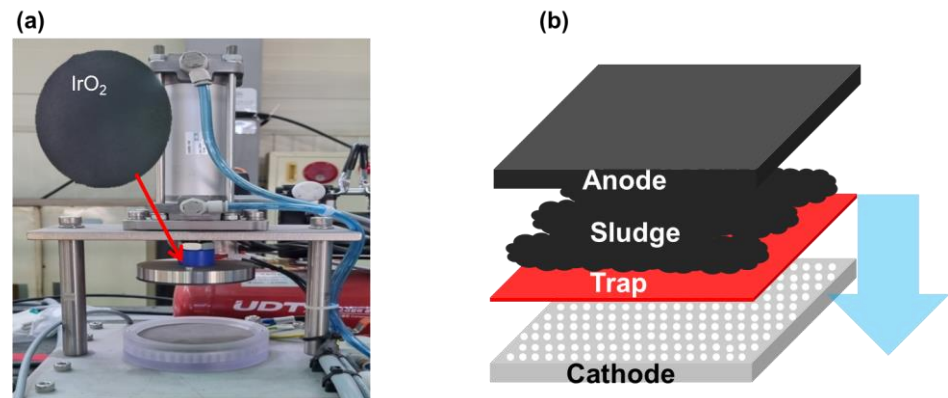 (a)
(b)
IrO₂
UDT
Anode
Sludge
Trap
Cathode